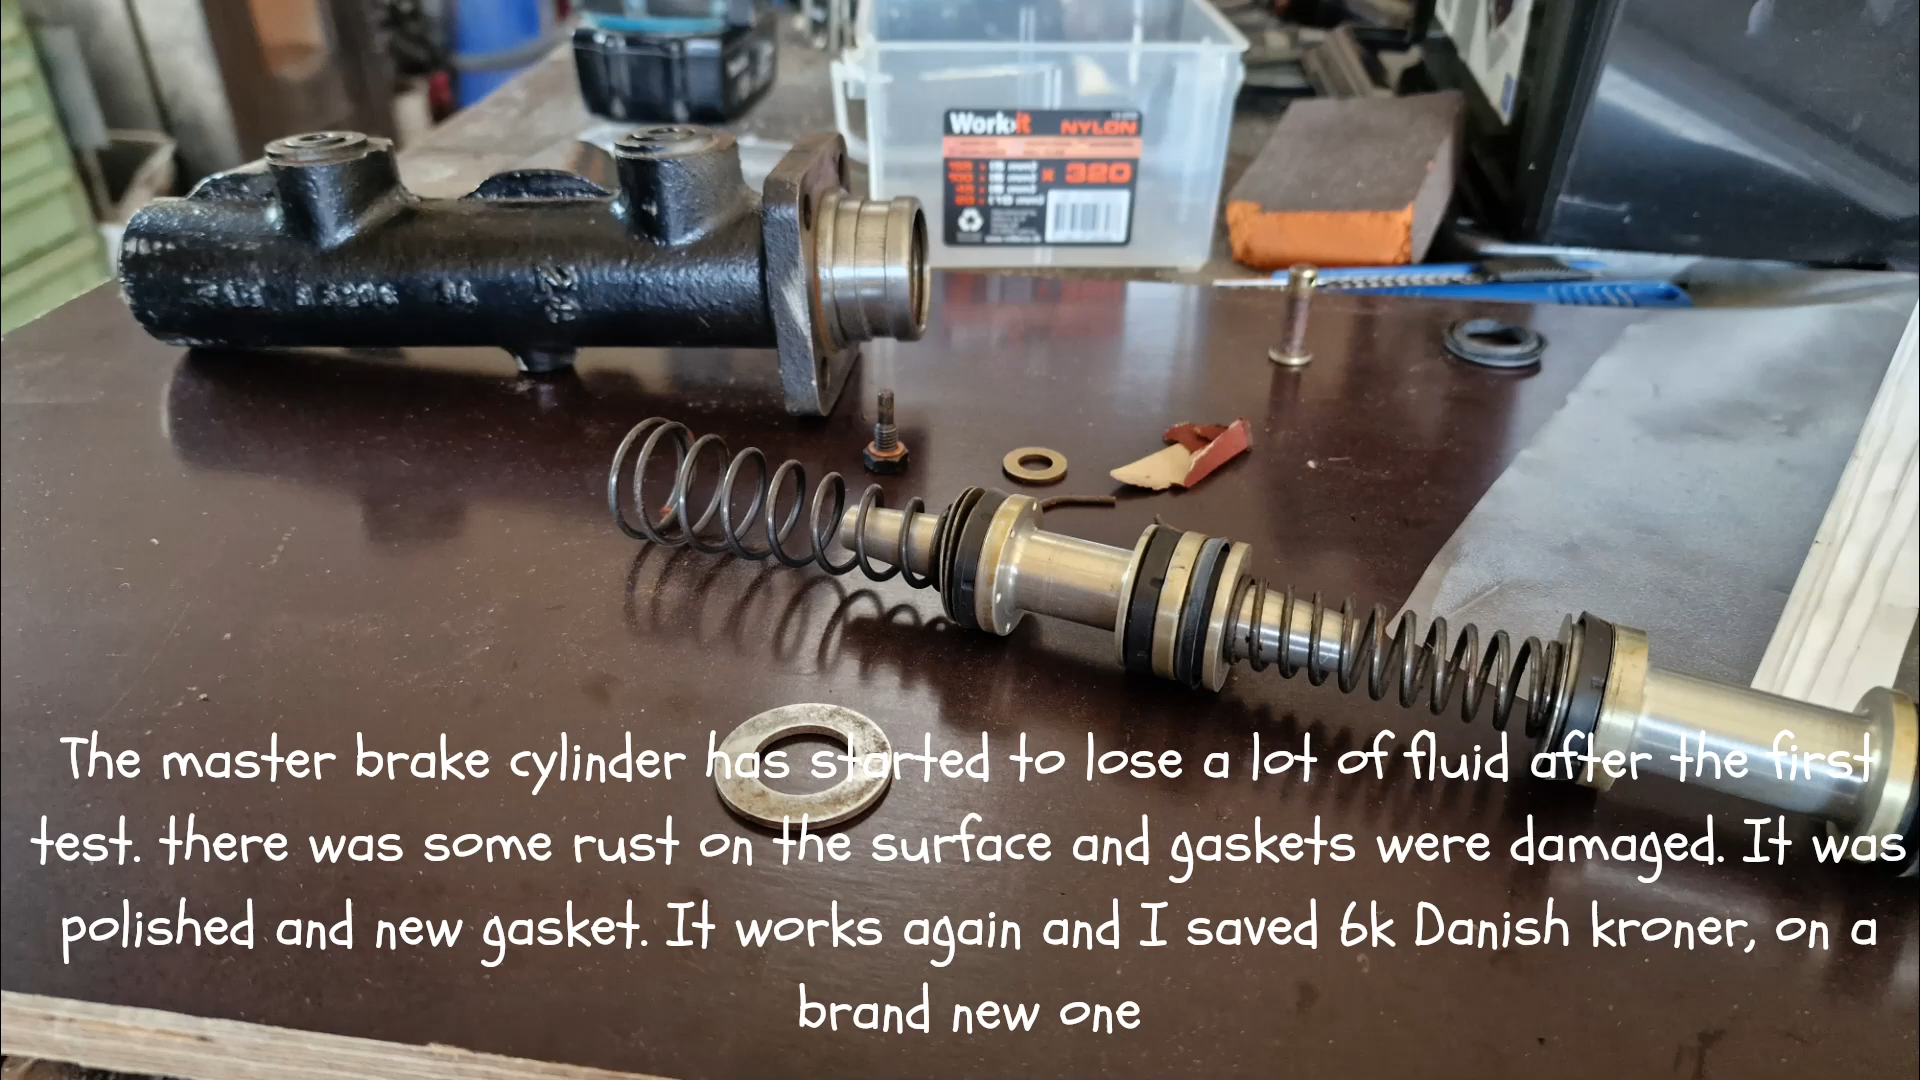 Work>it NYLON
320
The master brake cylinder has started to lose a lot of fluid after the first
test. there was some rust on the surface and gaskets were damaged. It was
polished and new gasket. It works again and I saved 6k Danish kroner, on a
brand new one